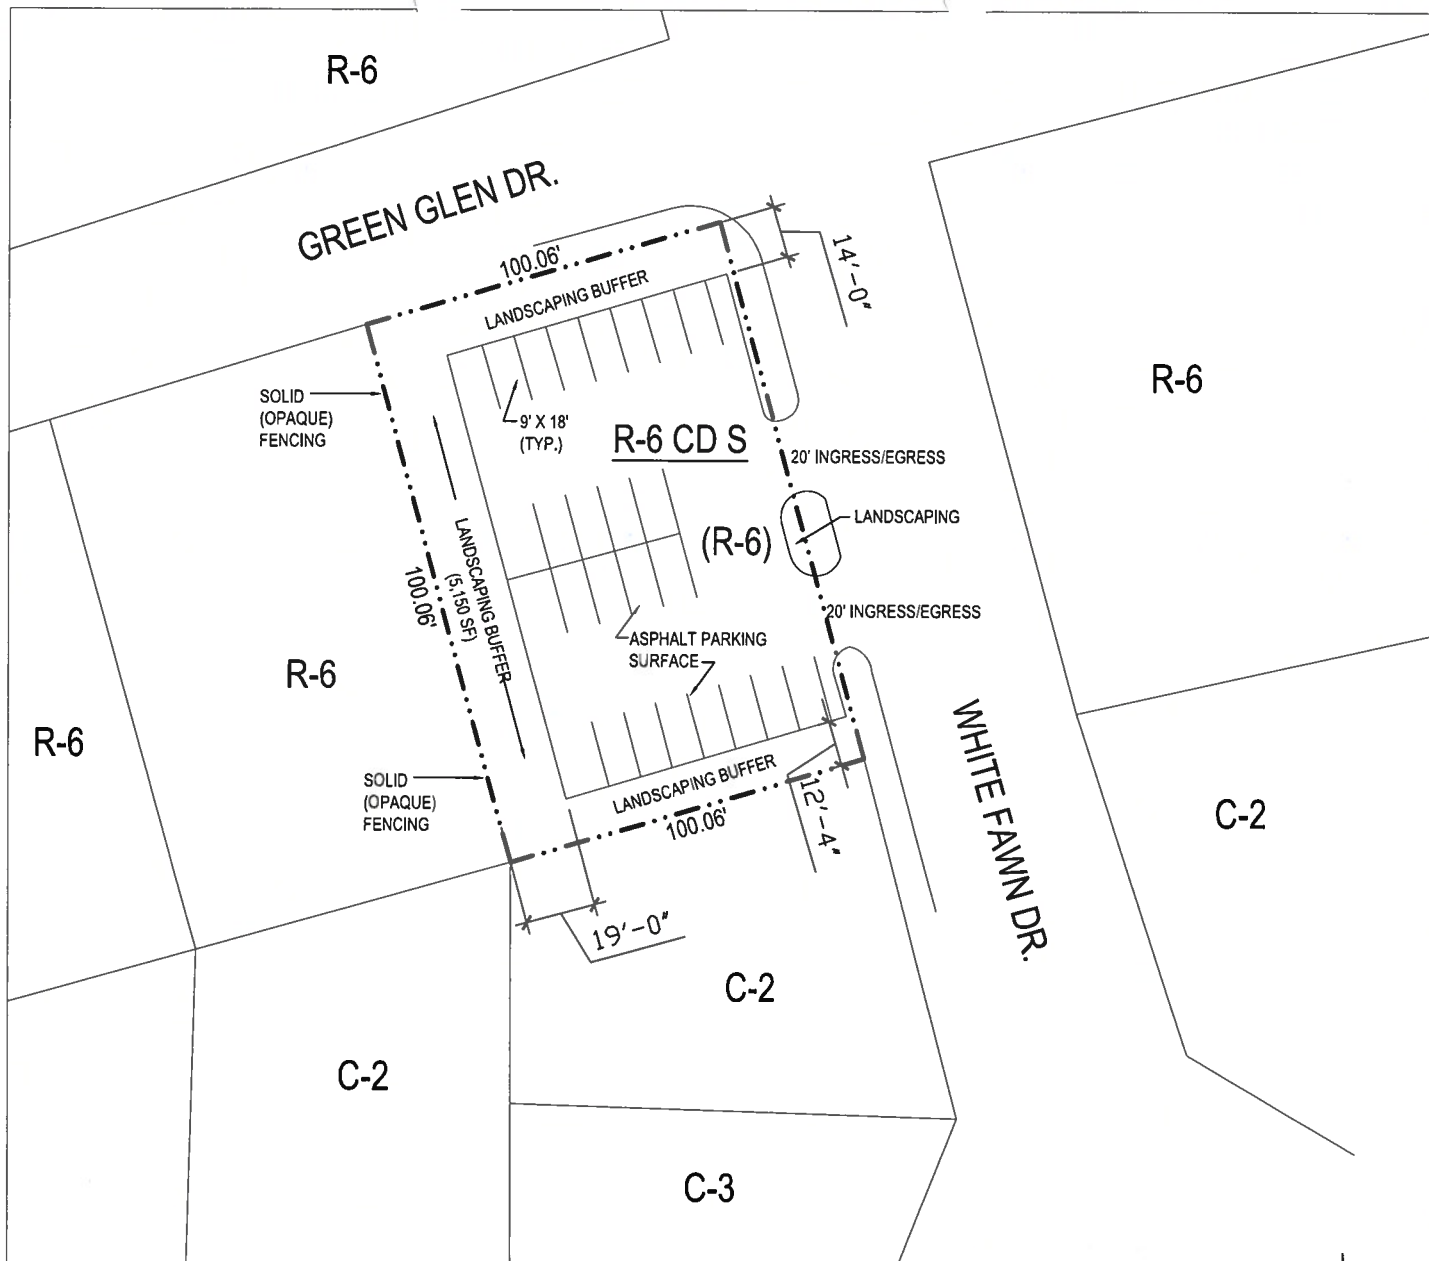 R-6
GREEN GLEN DR.
100.06'
LANDSCAPING BUFFER
14'-0"
SOLID
(OPAQUE)
FENCING
9' X 18'
(TYP.)
R-6 CD S
R-6
20' INGRESS/EGRESS
LANDSCAPING
(R-6)
LANDSCAPING BUFFER
(5,150 SF)
100.06'
20' INGRESS/EGRESS
ASPHALT PARKING
SURFACE
R-6
R-6
WHITE FAWN DR.
SOLID
(OPAQUE)
FENCING
LANDSCAPING BUFFER
100.06'
12'-4"
C-2
19'-0"
C-2
C-2
C-3